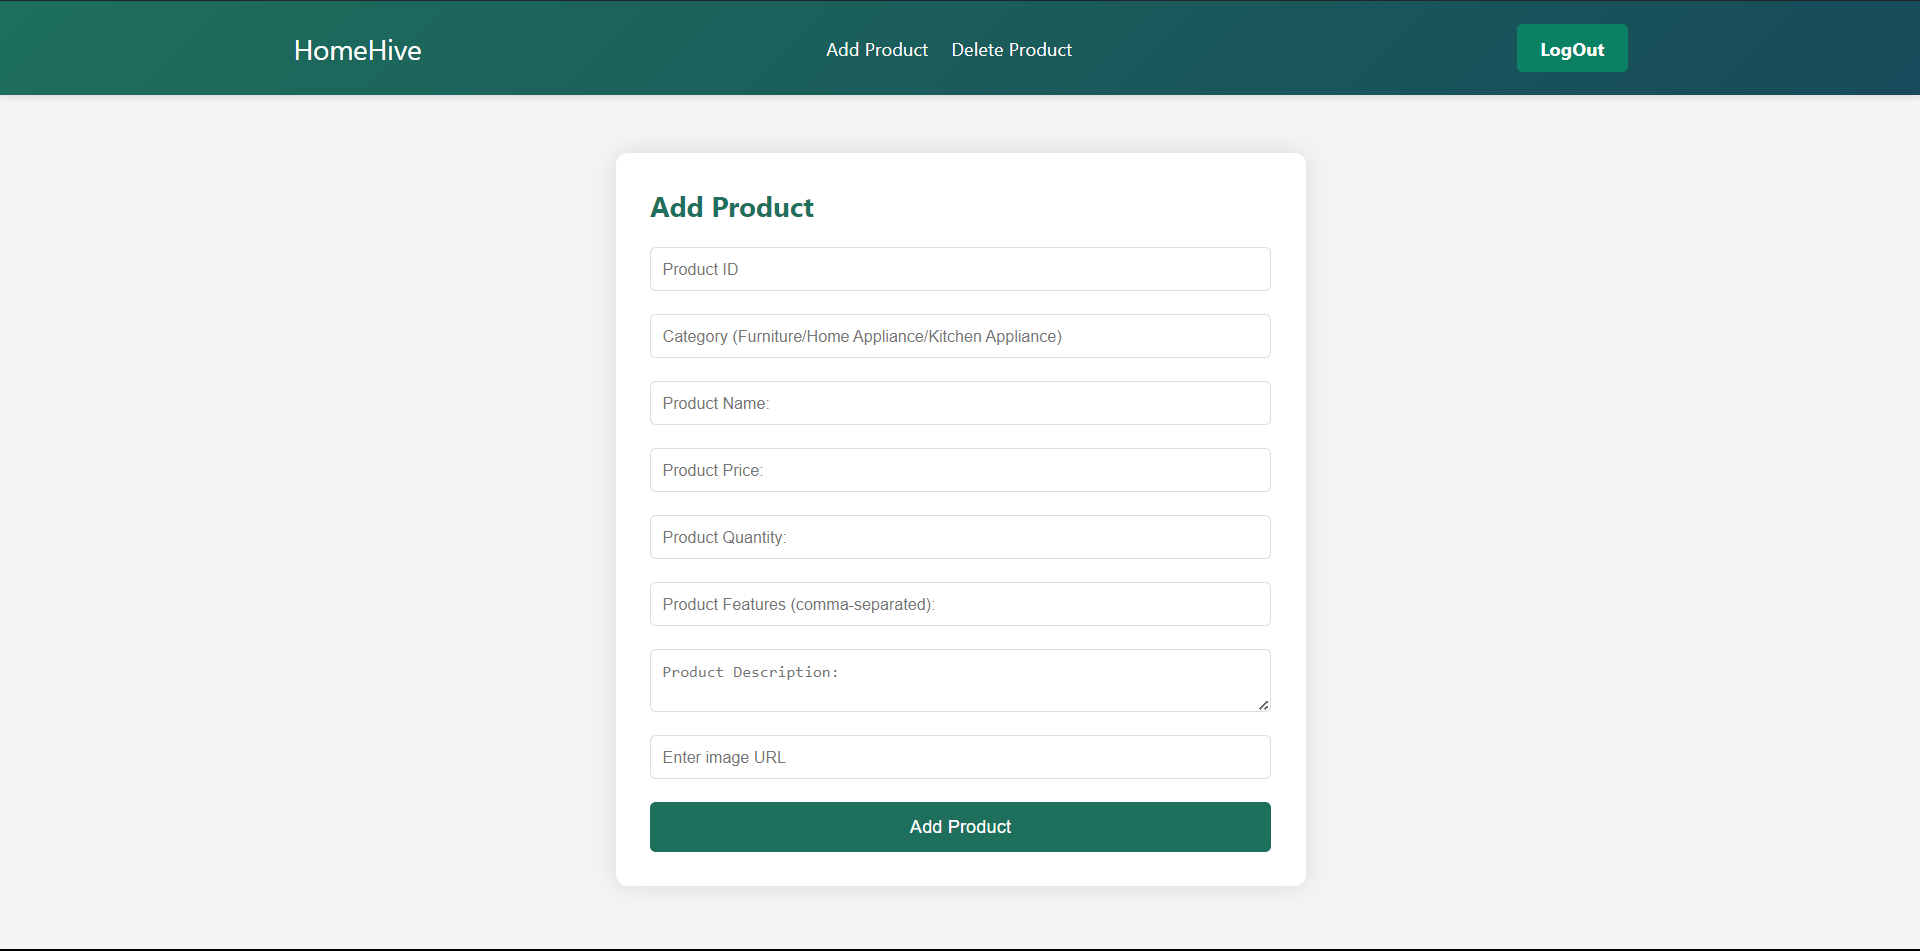 HomeHive
Add Product
Delete Product
LogOut
Add Product
Product ID
Category (Furniture/Home Appliance/Kitchen Appliance)
Product Name:
Product Price:
Product Quantity:
Product Features (comma-separated):
Product Description:
Enter image URL
Add Product